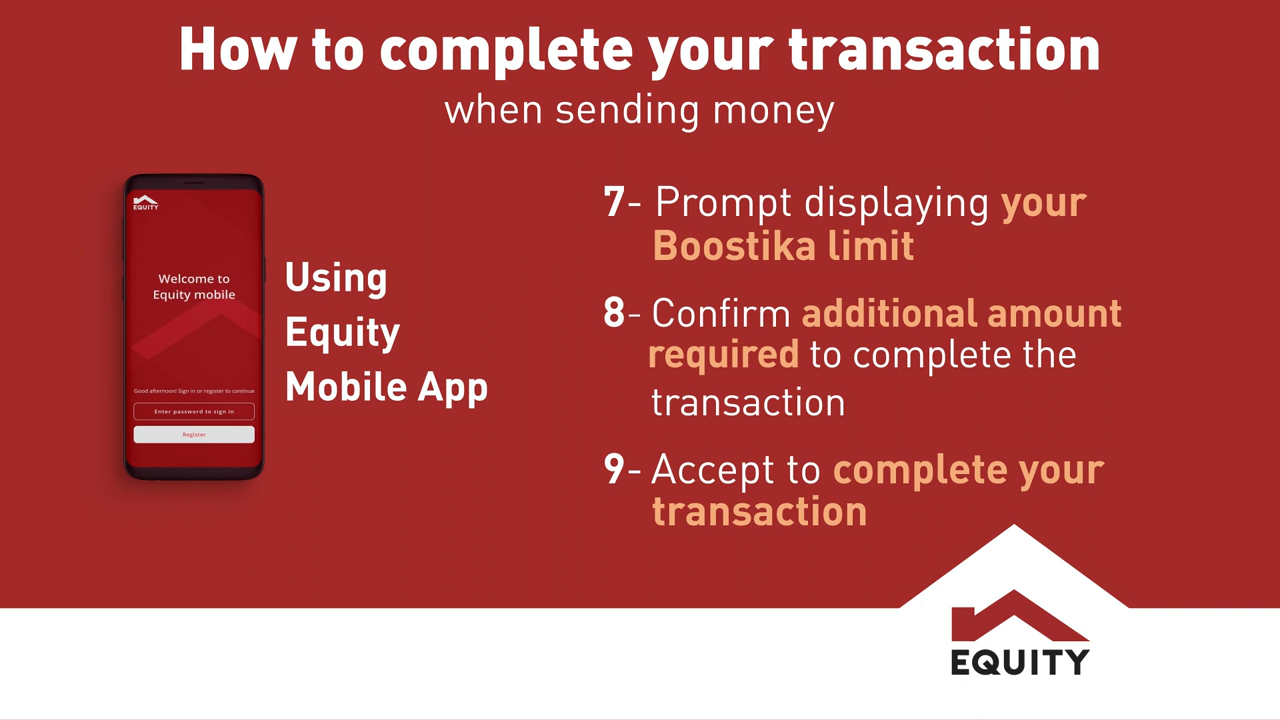 How to complete your transaction
when sending money
EQUITY
Welcome to
Equity mobile
Good afternoon! Sign in or register to continue
Enter password to sign in
Register
Using
Equity
Mobile App
7- Prompt displaying your
Boostika limit
8- Confirm additional amount
required to complete the
transaction
9- Accept to complete your
transaction
EQUITY